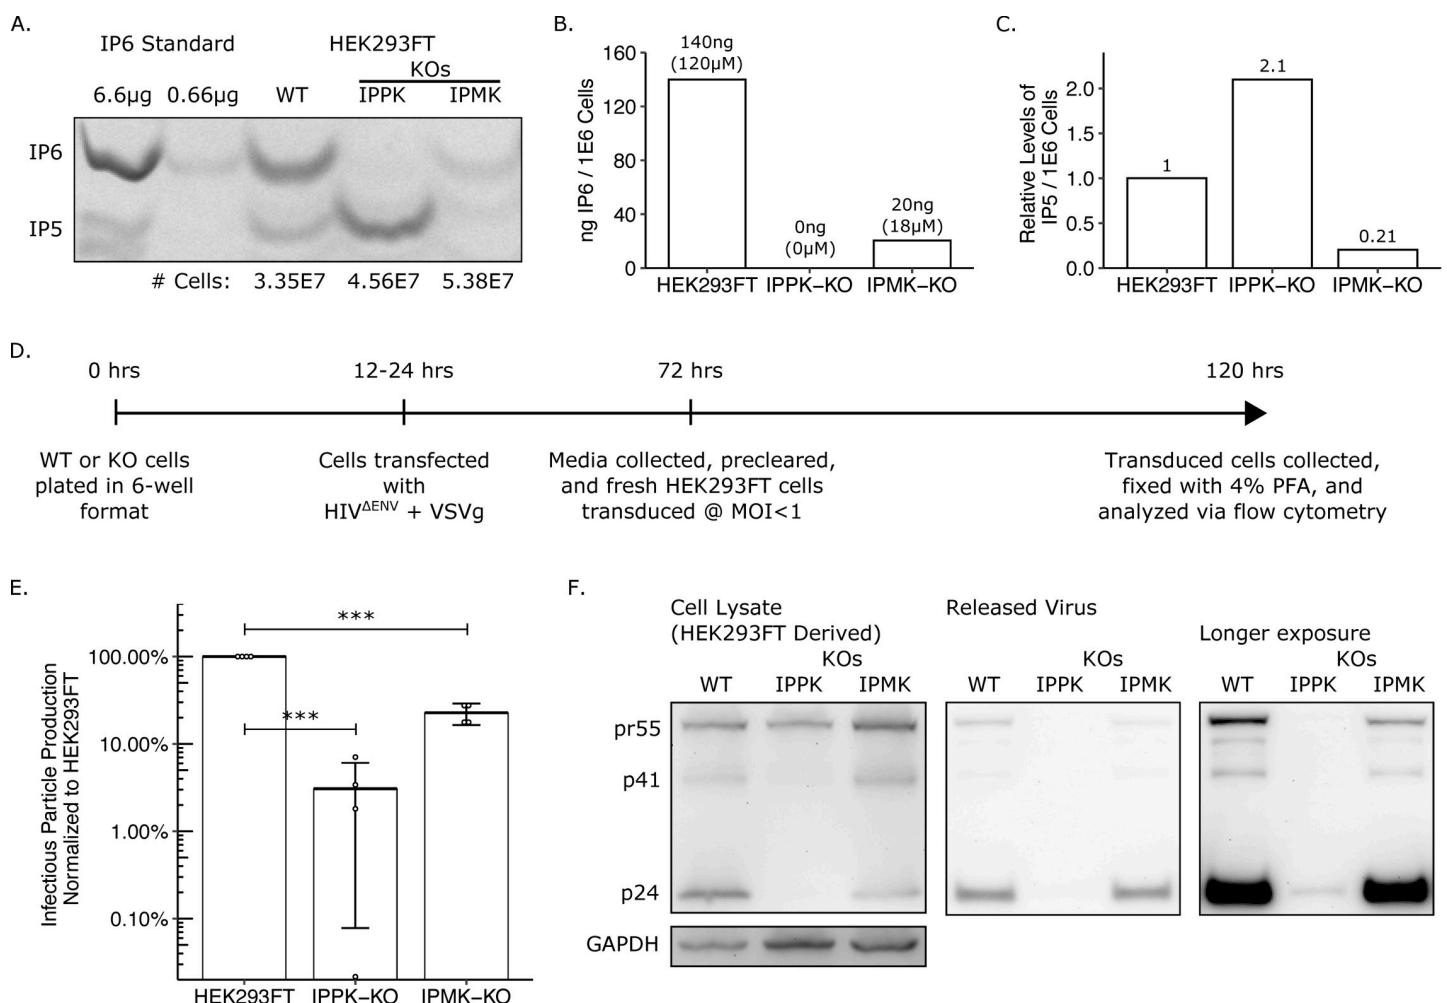 A.
IP6 Standard
HEK293FT
KOs
6.6µg 0.66µg WT IPPK IPMK
IP6
IP5
# Cells: 3.35E7 4.56E7 5.38E7
B.
ng IP6 / 1E6 Cells
160
120
80
40
0
140ng
(120µM)
0ng
(0µM)
20ng
(18µM)
HEK293FT IPPK–KO IPMK–KO
C.
Relative Levels of
IP5 / 1E6 Cells
2.0
1.5
1.0
0.5
0.0
1
2.1
0.21
HEK293FT IPPK–KO IPMK–KO
D.
0 hrs 12-24 hrs 72 hrs 120 hrs
WT or KO cells
plated in 6-well
format
Cells transfected
with
HIVΔENV + VSVg
Media collected, precleared,
and fresh HEK293FT cells
transduced @ MOI<1
Transduced cells collected,
fixed with 4% PFA, and
analyzed via flow cytometry
E.
Infectious Particle Production
Normalized to HEK293FT
100.00%
10.00%
1.00%
0.10%
***
***
HEK293FT IPPK–KO IPMK–KO
F.
Cell Lysate
(HEK293FT Derived)
KOs
WT IPPK IPMK
pr55
p41
p24
GAPDH
Released Virus
KOs
WT IPPK IPMK
Longer exposure
KOs
WT IPPK IPMK